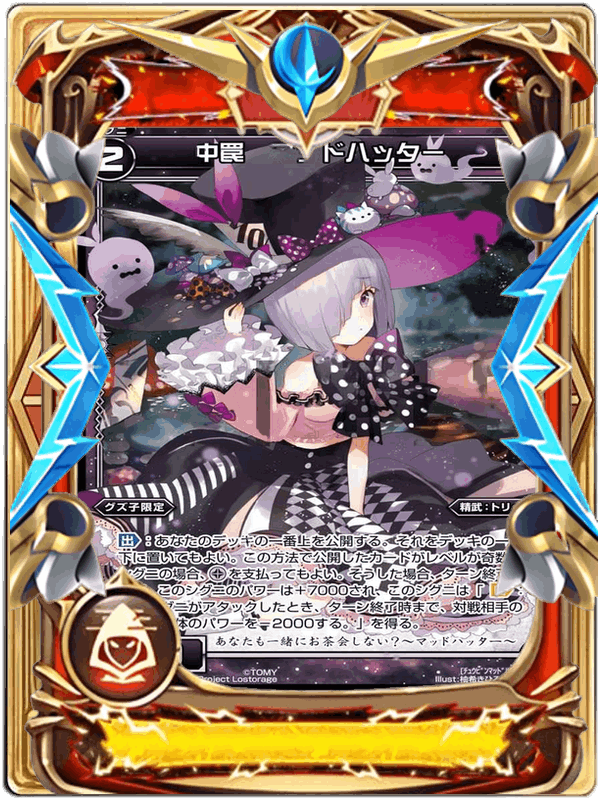 グニ
2
中罠 ドハッター
グズ子限定
精武:トリ
出:あなたのデッキの一番上を公開する。それをデッキの一
下に置いてもよい。この方法で公開したカードがレベルが奇数
グニの場合、を支払ってもよい。そうした場合、ターン終
このシグニのパワーは+7000され、このシグニは「
ニがアタックしたとき、ターン終了時まで、対戦相手の
体のパワーを-2000する。」を得る。
あなたも一緒にお茶会しない?~マッドハッター~
©TOMY
Project Lostorage
Illust:柚希きひろ